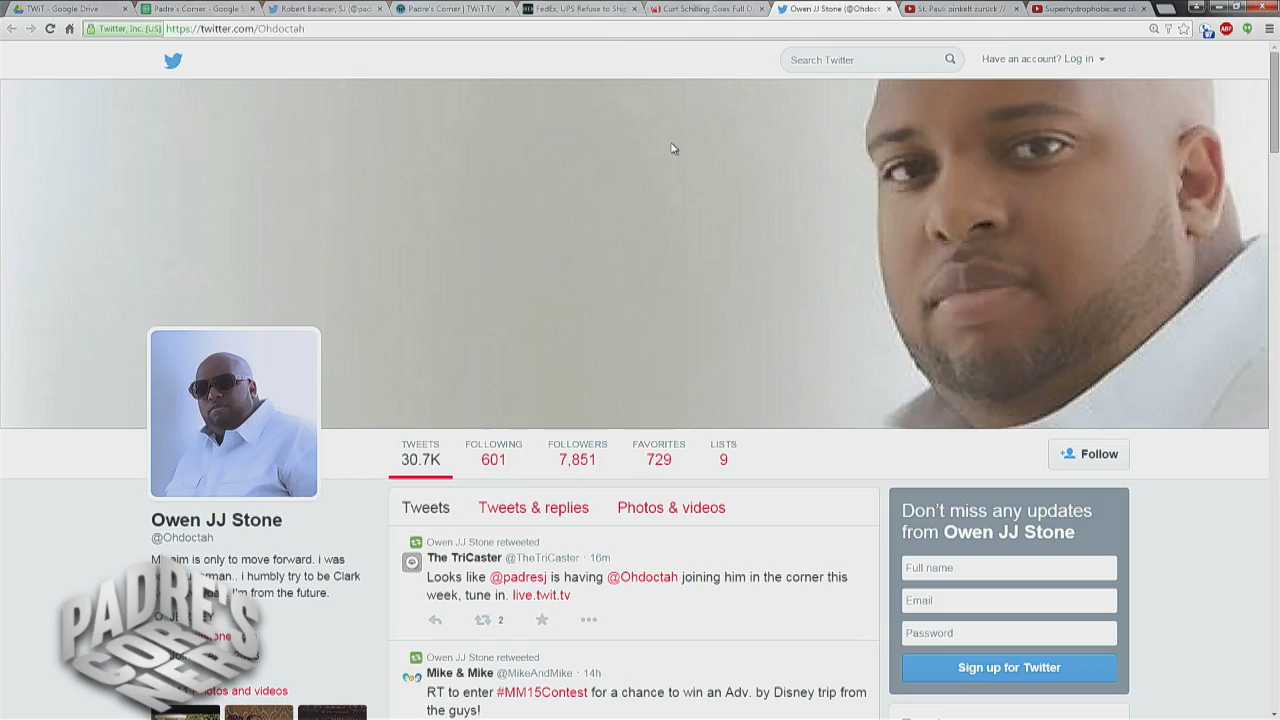 TWiT - Google Drive
Padre's Corner - Google S
Robert Ballecer, SJ (@pad
Padre's Corner | TWiT.TV
FedEx, UPS Refuse to Ship
Curt Schilling Goes Full D
Owen JJ Stone (@Ohdoct
St. Pauli pinkelt zurück //
Superhydrophobic and
Twitter, Inc. [US]
https://twitter.com/Ohdoctah
Search Twitter
Have an account? Log in
TWEETS
30.7K
FOLLOWING
601
FOLLOWERS
7,851
FAVORITES
729
LISTS
9
Follow
Owen JJ Stone
@Ohdoctah
aim is only to move forward. i was
erman.. i humbly try to be Clark
I'm from the future.
Photos and videos
PADRE'S
CORNER
Tweets
Tweets & replies
Photos & videos
Owen JJ Stone retweeted
The TriCaster @TheTriCaster · 16m
Looks like @padresj is having @Ohdoctah joining him in the corner this
week, tune in. live.twit.tv
2
Owen JJ Stone retweeted
Mike & Mike @MikeAndMike · 14h
RT to enter #MM15Contest for a chance to win an Adv. by Disney trip from
the guys!
Don't miss any updates
from Owen JJ Stone
Full name
Email
Password
Sign up for Twitter